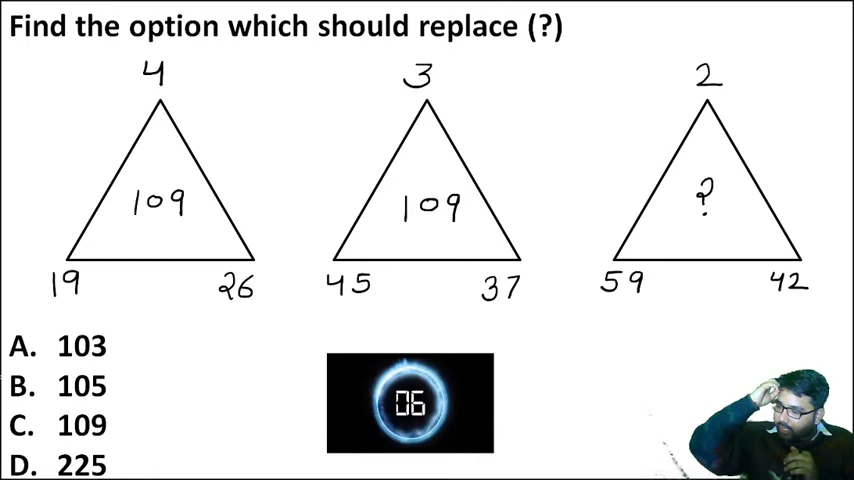 Find the option which should replace (?)
4 3 2
109 109 ?
19 26 45 37 59 42
A. 103
B. 105
C. 109
D. 225
06